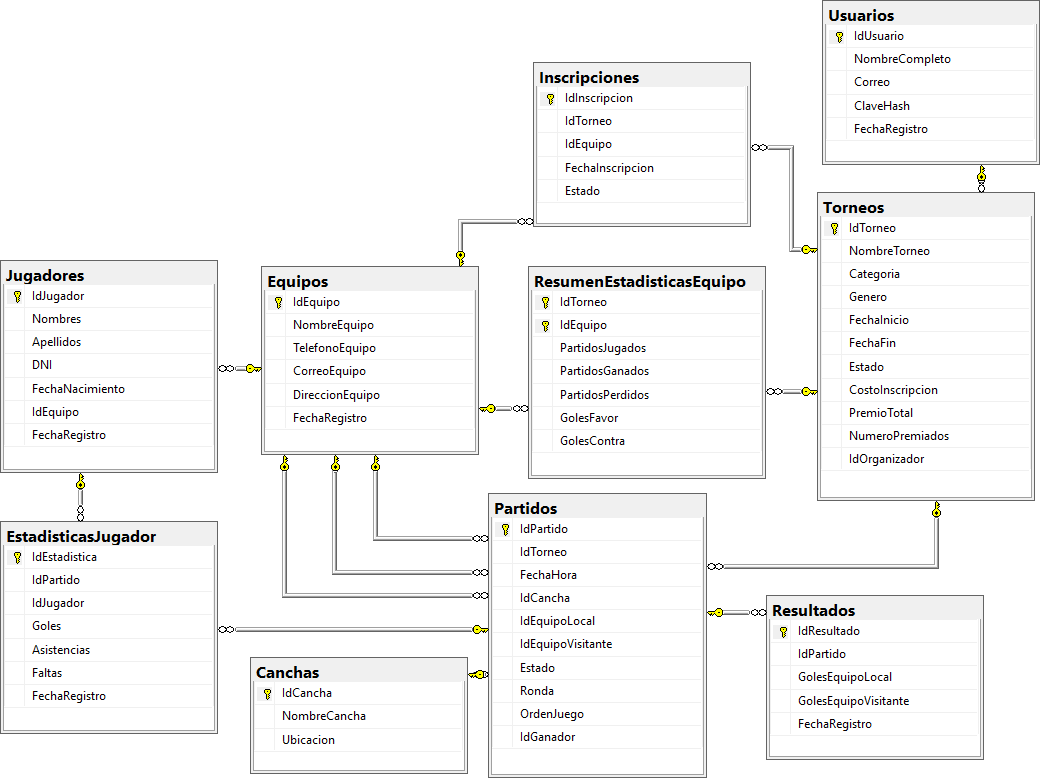 Usuarios
IdUsuario
NombreCompleto
Correo
ClaveHash
FechaRegistro
Inscripciones
IdInscripcion
IdTorneo
IdEquipo
FechaInscripcion
Estado
Torneos
IdTorneo
NombreTorneo
Categoria
Genero
FechaInicio
FechaFin
Estado
CostoInscripcion
PremioTotal
NumeroPremiados
IdOrganizador
Jugadores
IdJugador
Nombres
Apellidos
DNI
FechaNacimiento
IdEquipo
FechaRegistro
Equipos
IdEquipo
NombreEquipo
TelefonoEquipo
CorreoEquipo
DireccionEquipo
FechaRegistro
ResumenEstadisticasEquipo
IdTorneo
IdEquipo
PartidosJugados
PartidosGanados
PartidosPerdidos
GolesFavor
GolesContra
EstadisticasJugador
IdEstadistica
IdPartido
IdJugador
Goles
Asistencias
Faltas
FechaRegistro
Partidos
IdPartido
IdTorneo
FechaHora
IdCancha
IdEquipoLocal
IdEquipoVisitante
Estado
Ronda
OrdenJuego
IdGanador
Resultados
IdResultado
IdPartido
GolesEquipoLocal
GolesEquipoVisitante
FechaRegistro
Canchas
IdCancha
NombreCancha
Ubicacion